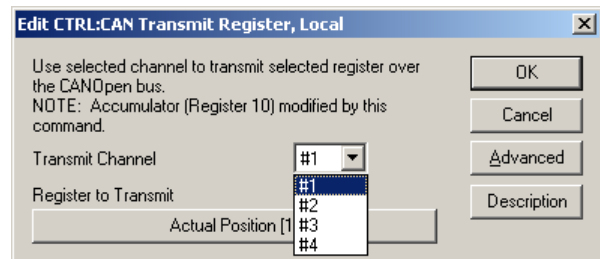 Edit CTRL:CAN Transmit Register, Local
Use selected channel to transmit selected register over
the CANOpen bus.
NOTE: Accumulator (Register 10) modified by this
command.
Transmit Channel
#1
#1
#2
#3
#4
Register to Transmit
Actual Position [1
OK
Cancel
Advanced
Description